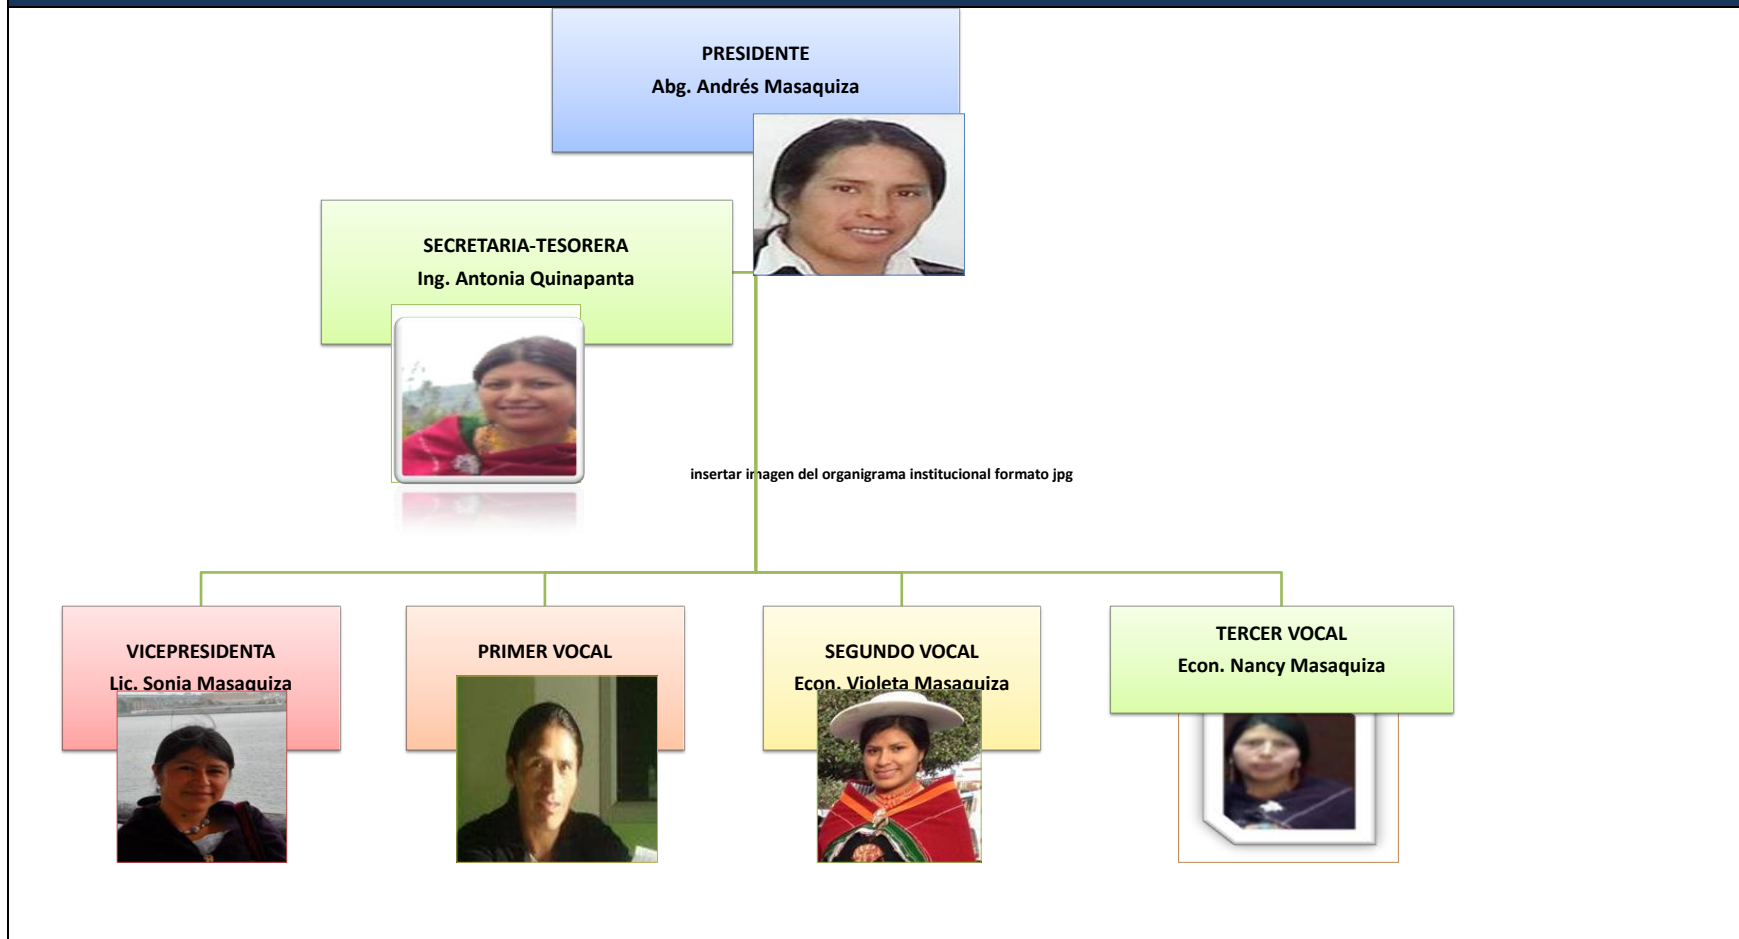 PRESIDENTE
Abg. Andrés Masaquiza
SECRETARIA-TESORERA
Ing. Antonia Quinapanta
insertar imagen del organigrama institucional formato jpg
VICEPRESIDENTA
Lic. Sonia Masaquiza
PRIMER VOCAL
SEGUNDO VOCAL
Econ. Violeta Masaquiza
TERCER VOCAL
Econ. Nancy Masaquiza